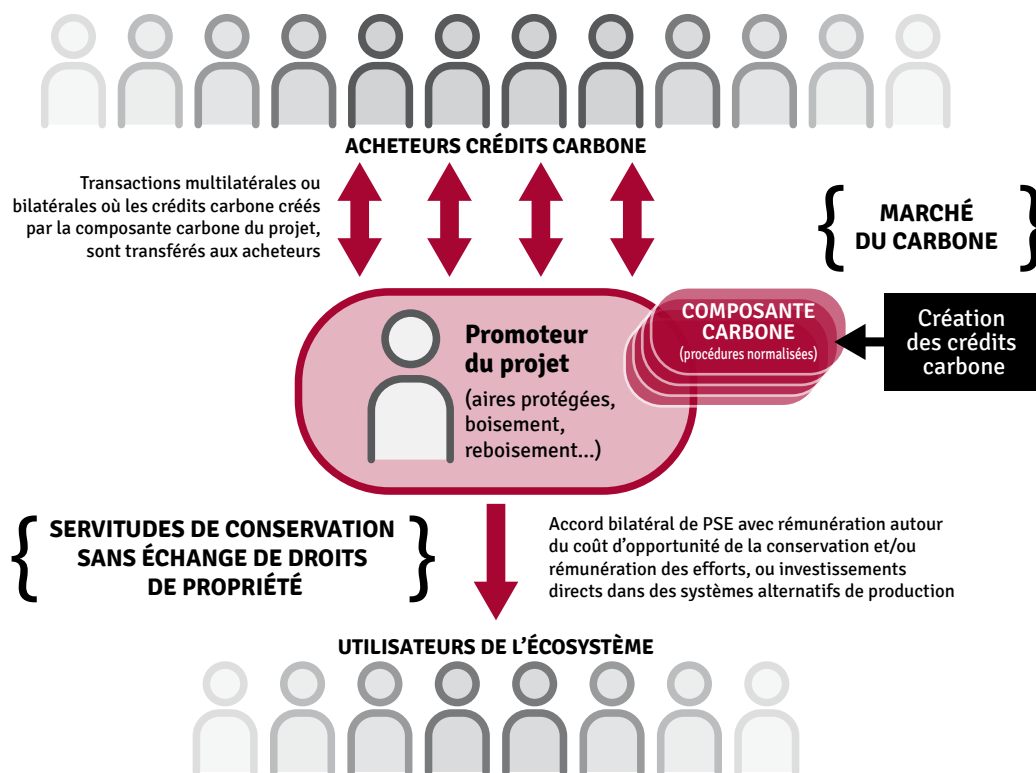 ACHETEURS CRÉDITS CARBONE
Transactions multilatérales ou
bilatérales où les crédits carbone créés
par la composante carbone du projet,
sont transférés aux acheteurs
{ MARCHÉ
DU CARBONE }
Promoteur
du projet
(aires protégées,
boisement,
reboisement...)
COMPOSANTE
CARBONE
(procédures normalisées)
Création
des crédits
carbone
{ SERVITUDES DE CONSERVATION
SANS ÉCHANGE DE DROITS
DE PROPRIÉTÉ }
Accord bilatéral de PSE avec rémunération autour
du coût d’opportunité de la conservation et/ou
rémunération des efforts, ou investissements
directs dans des systèmes alternatifs de production
UTILISATEURS DE L’ÉCOSYSTÈME